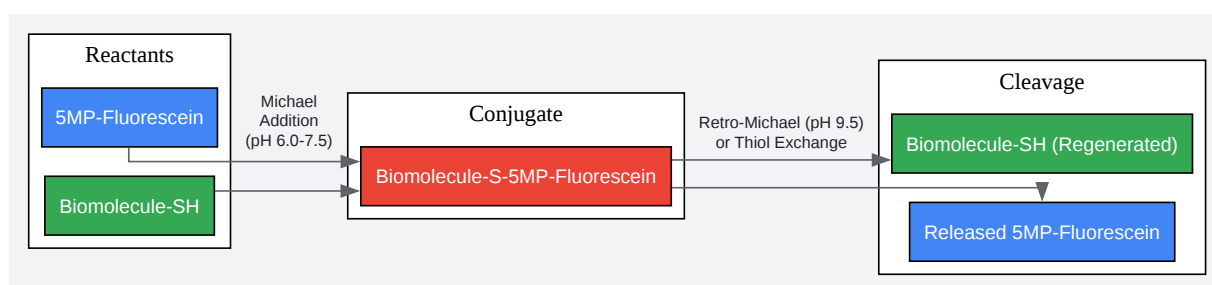 Reactants
5MP-Fluorescein
Biomolecule-SH
Michael
Addition
(pH 6.0-7.5)
Conjugate
Biomolecule-S-5MP-Fluorescein
Retro-Michael (pH 9.5)
or Thiol Exchange
Cleavage
Biomolecule-SH (Regenerated)
Released 5MP-Fluorescein